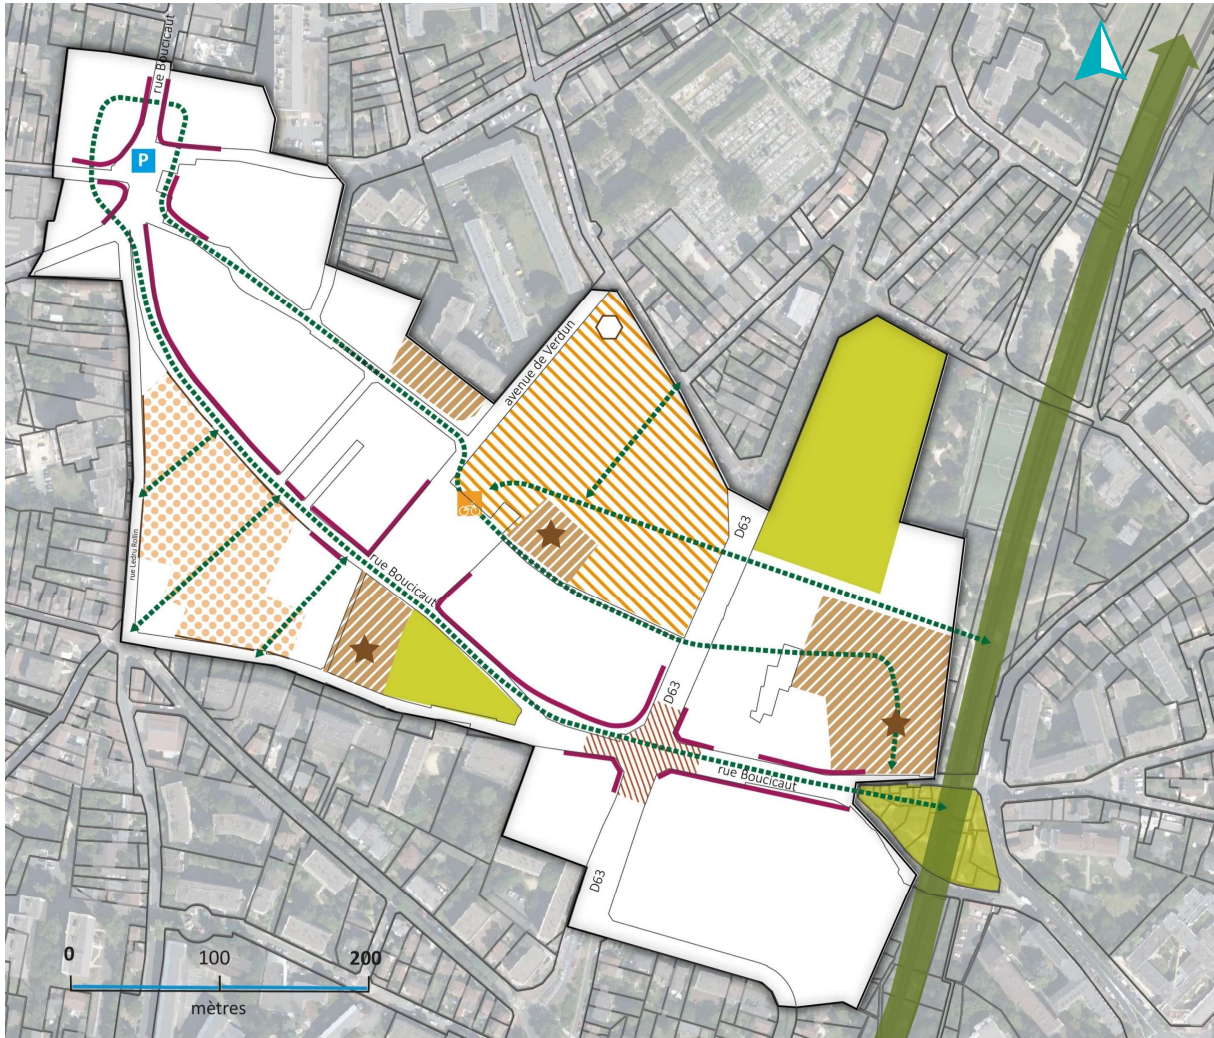 rue Boucicaut
P
avenue de Verdun
D63
rue Ledru Rollin
rue Boucicaut
D63
rue Boucicaut
D63
0 100 200
mètres